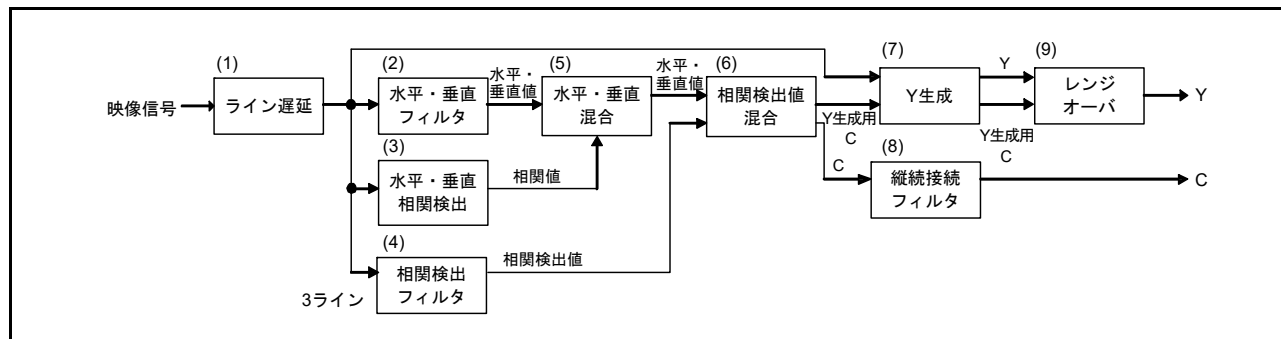 映像信号
(1)
ライン遅延
(2)
水平・垂直
フィルタ
水平・
垂直値
(3)
水平・垂直
相関検出
相関値
(4)
相関検出
フィルタ
3ライン
相関検出値
(5)
水平・垂直
混合
水平・
垂直値
(6)
相関検出値
混合
Y生成用
C
C
(7)
Y生成
Y
Y生成用
C
(8)
縦続接続
フィルタ
(9)
レンジ
オーバ
Y
C